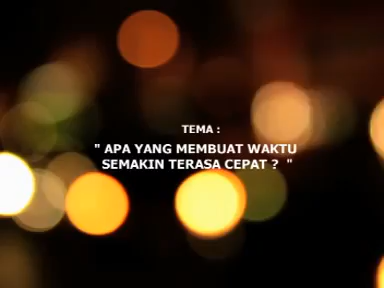 TEMA :
" APA YANG MEMBUAT WAKTU
SEMAKIN TERASA CEPAT ? "